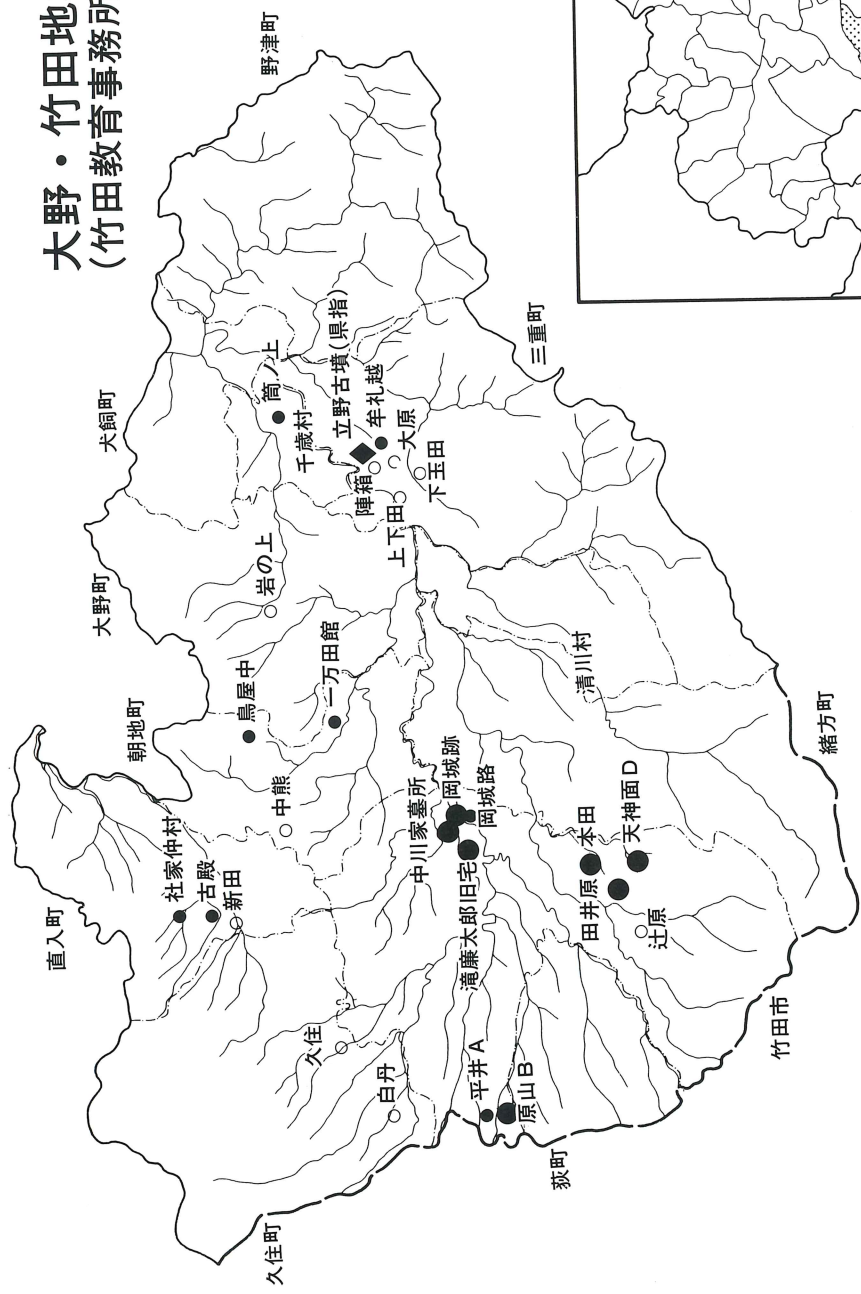 大野・竹田地
(竹田教育事務所
野津町
犬飼町
大野町
朝地町
直入町
久住町
荻町
竹田市
緒方町
三重町
清川村
千歳村
筒ノ上
立野古墳(県指)
牟礼越
大原
陣箱
上下田
下玉田
岩の上
鳥屋中
一万田館
中熊
社家仲村
古殿
新田
久住
白丹
平井A
原山B
中川家墓所
岡城跡
岡城路
滝廉太郎旧宅
本田
天神面D
田井原
辻原